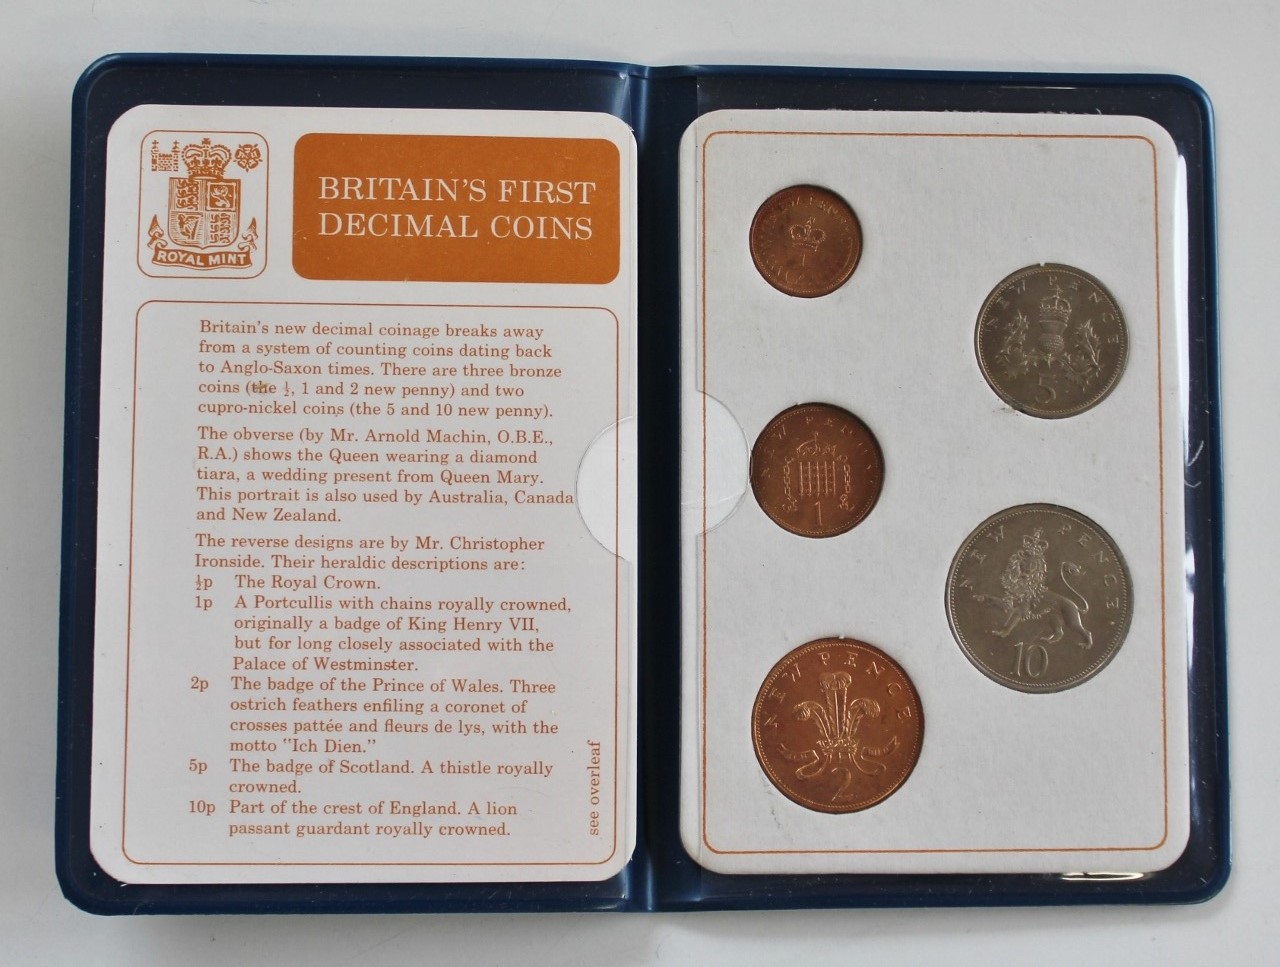 ROYAL MINT
BRITAIN'S FIRST
DECIMAL COINS
Britain's new decimal coinage breaks away
from a system of counting coins dating back
to Anglo-Saxon times. There are three bronze
coins (the ½, 1 and 2 new penny) and two
cupro-nickel coins (the 5 and 10 new penny).
The obverse (by Mr. Arnold Machin, O.B.E.,
R.A.) shows the Queen wearing a diamond
tiara, a wedding present from Queen Mary.
This portrait is also used by Australia, Canada
and New Zealand.
The reverse designs are by Mr. Christopher
Ironside. Their heraldic descriptions are:
½p The Royal Crown.
1p A Portcullis with chains royally crowned,
originally a badge of King Henry VII,
but for long closely associated with the
Palace of Westminster.
2p The badge of the Prince of Wales. Three
ostrich feathers enfiling a coronet of
crosses pattée and fleurs de lys, with the
motto "Ich Dien."
5p The badge of Scotland. A thistle royally
crowned.
10p Part of the crest of England. A lion
passant guardant royally crowned.
see overleaf
NEW PENCE
5
NEW PENNY
1
NEW PENCE
10
NEW PENCE
2